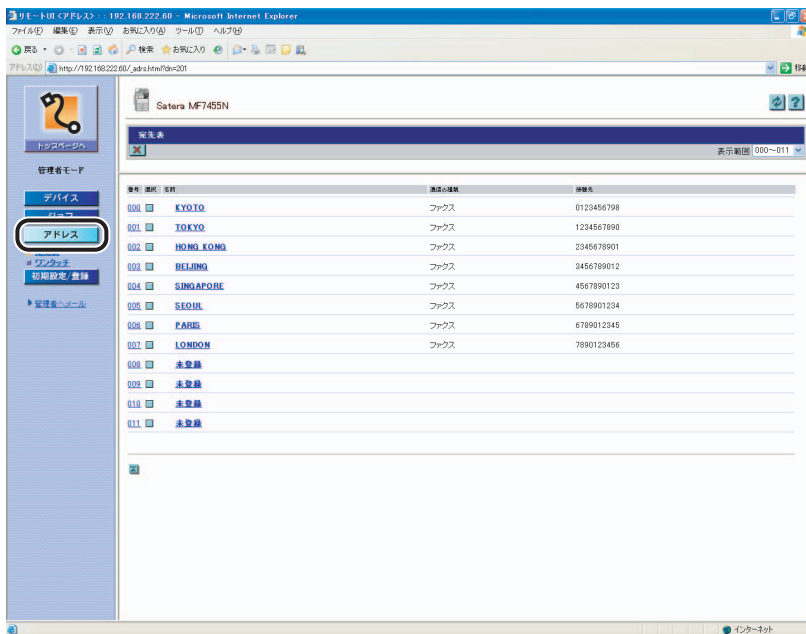 リモートUI <アドレス> : : 192.168.222.60 - Microsoft Internet Explorer
ファイル(F) 編集(E) 表示(V) お気に入り(A) ツール(T) ヘルプ(H)
戻る 検索 お気に入り
アドレス(D) http://192.168.222.60/_adrs.html?dn=201 移動
Satera MF7455N
トップページへ
宛先表
表示範囲 000～011
管理者モード
番号 選択 名前 通信の種類 接続先
デバイス
ジョブ
アドレス
ワンタッチ
初期設定/登録
管理者へメール
000 KYOTO ファクス 0123456798
001 TOKYO ファクス 1234567890
002 HONG KONG ファクス 2345678901
003 BEIJING ファクス 3456789012
004 SINGAPORE ファクス 4567890123
005 SEOUL ファクス 5678901234
006 PARIS ファクス 6789012345
007 LONDON ファクス 7890123456
008 未登録
009 未登録
010 未登録
011 未登録
インターネット